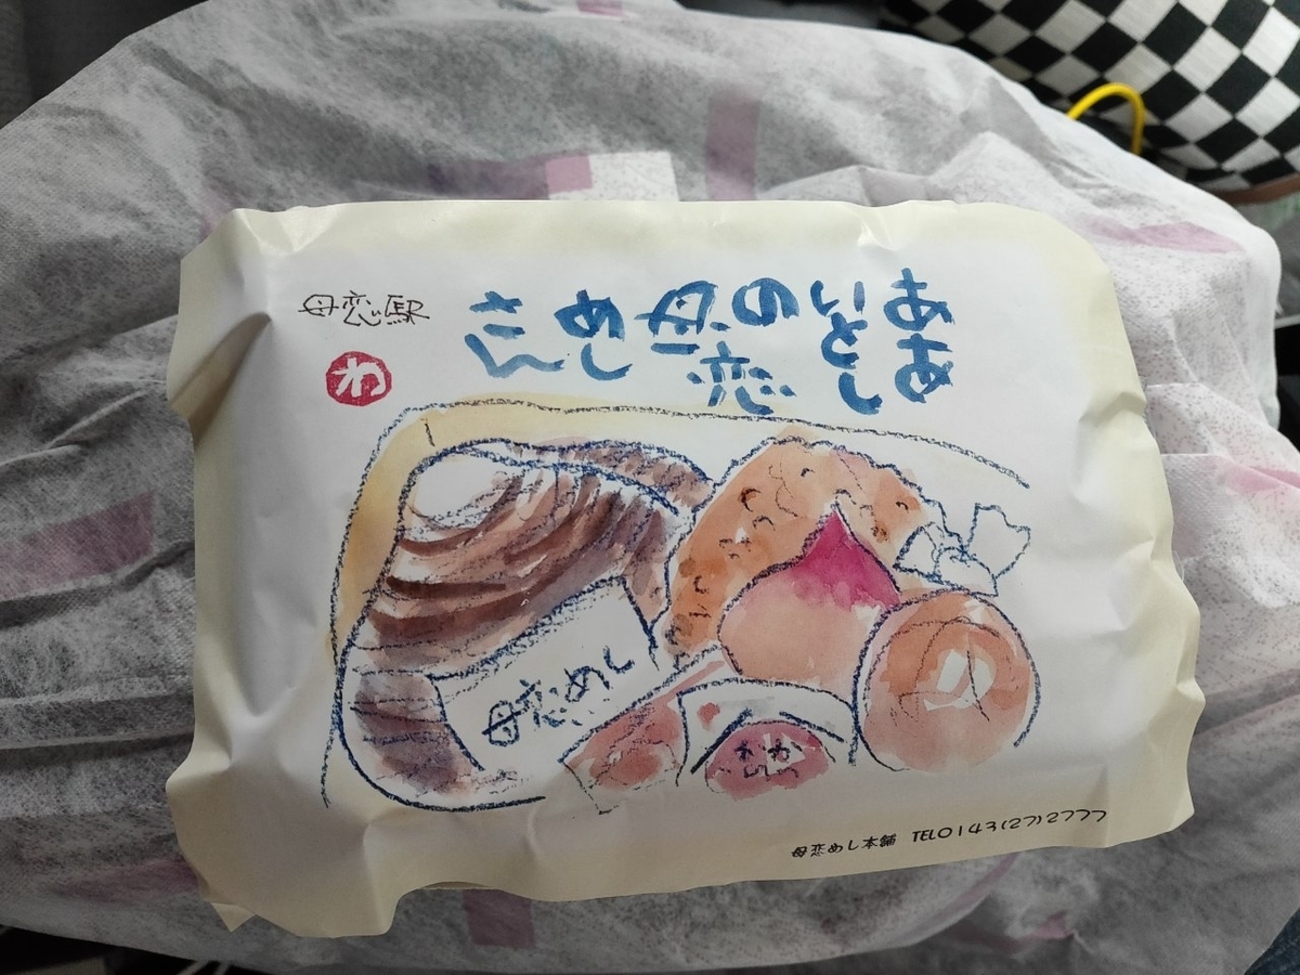 ああ
いとし
の
母恋
めし
さん
母恋駅
わ
母恋めし
母恋めし本舗 TEL0143(27)2777